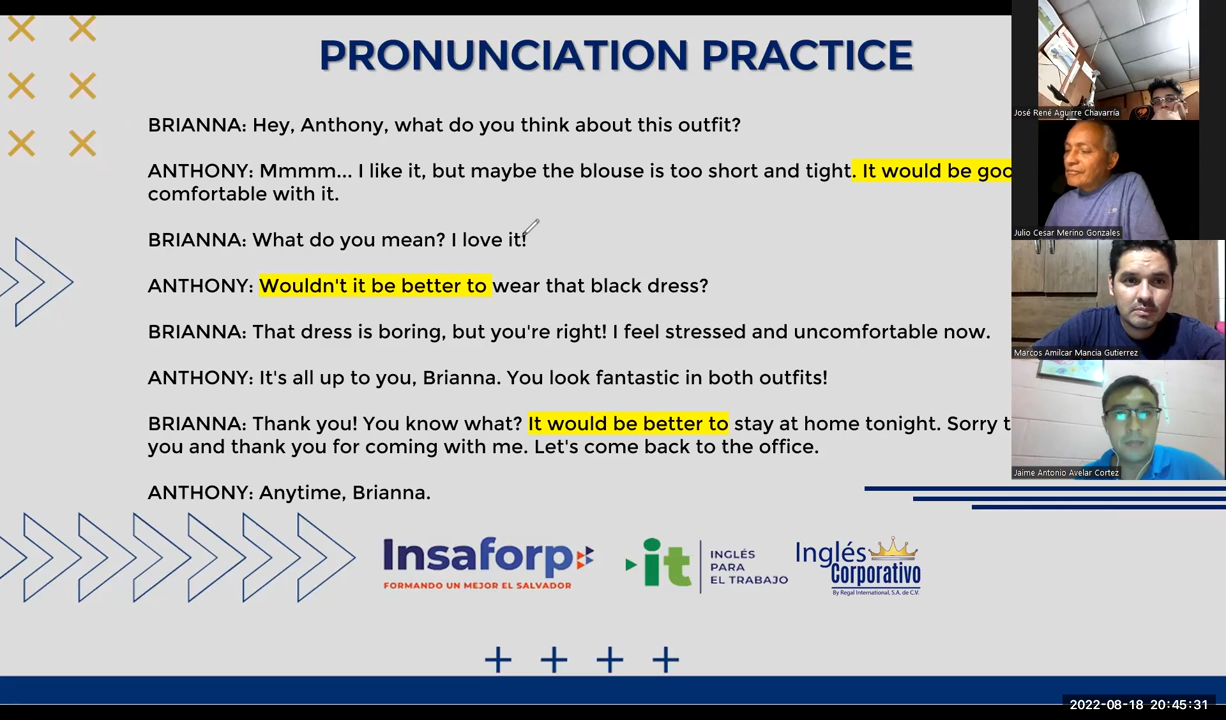 PRONUNCIATION PRACTICE
BRIANNA: Hey, Anthony, what do you think about this outfit?
ANTHONY: Mmmm... I like it, but maybe the blouse is too short and tight. It would be
comfortable with it.
BRIANNA: What do you mean? I love it!
ANTHONY: Wouldn't it be better to wear that black dress?
BRIANNA: That dress is boring, but you're right! I feel stressed and uncomfortable now.
ANTHONY: It's all up to you, Brianna. You look fantastic in both outfits!
BRIANNA: Thank you! You know what? It would be better to stay at home tonight. Sorry
you and thank you for coming with me. Let's come back to the office.
ANTHONY: Anytime, Brianna.
Insaforp
FORMANDO UN MEJOR EL SALVADOR
it
INGLÉS
PARA
EL TRABAJO
Inglés
Corporativo
By Regal International, S.A. de C.V.
José René Aguirre Chavarría
Julio Cesar Merino Gonzales
Marcos Amilcar Mancia Gutierrez
Jaime Antonio Avelar Cortez
2022-08-18 20:45:31